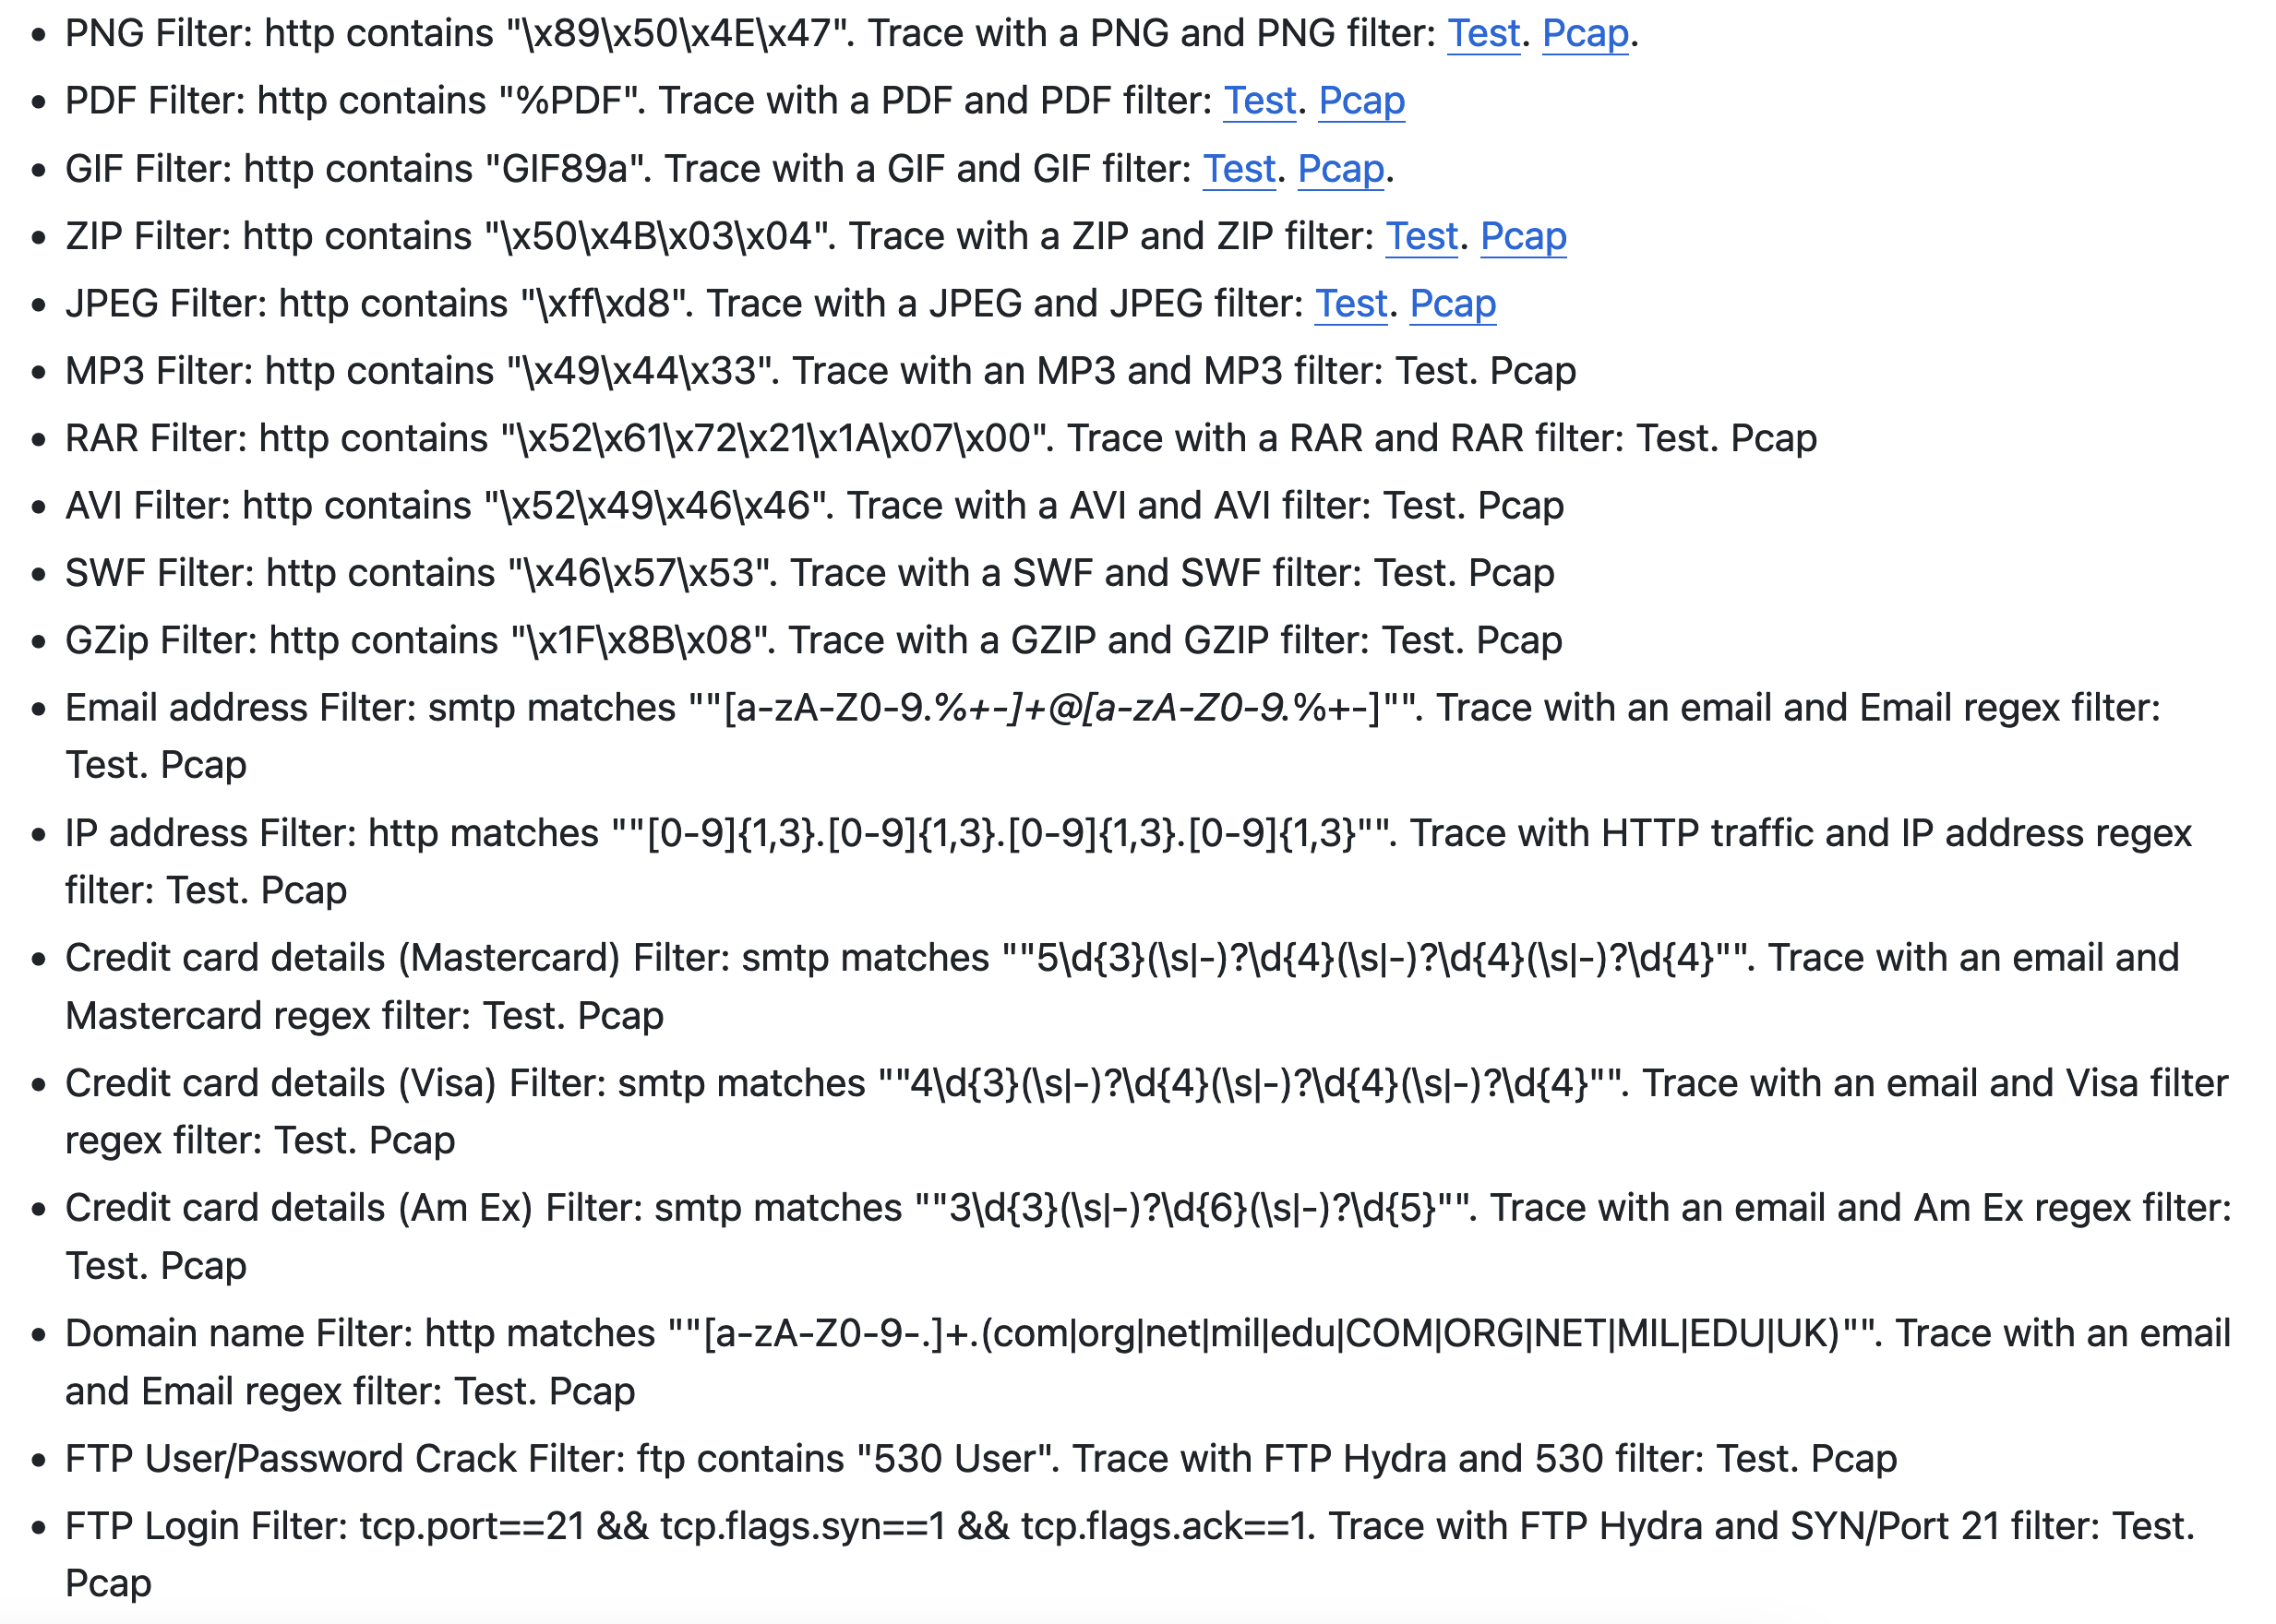 • PNG Filter: http contains "\x89\x50\x4E\x47". Trace with a PNG and PNG filter: Test. Pcap.
• PDF Filter: http contains "%PDF". Trace with a PDF and PDF filter: Test. Pcap
• GIF Filter: http contains "GIF89a". Trace with a GIF and GIF filter: Test. Pcap.
• ZIP Filter: http contains "\x50\x4B\x03\x04". Trace with a ZIP and ZIP filter: Test. Pcap
• JPEG Filter: http contains "\xff\xd8". Trace with a JPEG and JPEG filter: Test. Pcap
• MP3 Filter: http contains "\x49\x44\x33". Trace with an MP3 and MP3 filter: Test. Pcap
• RAR Filter: http contains "\x52\x61\x72\x21\x1A\x07\x00". Trace with a RAR and RAR filter: Test. Pcap
• AVI Filter: http contains "\x52\x49\x46\x46". Trace with a AVI and AVI filter: Test. Pcap
• SWF Filter: http contains "\x46\x57\x53". Trace with a SWF and SWF filter: Test. Pcap
• GZip Filter: http contains "\x1F\x8B\x08". Trace with a GZIP and GZIP filter: Test. Pcap
• Email address Filter: smtp matches ""[a-zA-Z0-9.%+-]+@[a-zA-Z0-9.%+-]"". Trace with an email and Email regex filter:
Test. Pcap
• IP address Filter: http matches ""[0-9]{1,3}.[0-9]{1,3}.[0-9]{1,3}.[0-9]{1,3}"". Trace with HTTP traffic and IP address regex
filter: Test. Pcap
• Credit card details (Mastercard) Filter: smtp matches ""5\d{3}(\s|-)?\d{4}(\s|-)?\d{4}(\s|-)?\d{4}"". Trace with an email and
Mastercard regex filter: Test. Pcap
• Credit card details (Visa) Filter: smtp matches ""4\d{3}(\s|-)?\d{4}(\s|-)?\d{4}(\s|-)?\d{4}"". Trace with an email and Visa filter
regex filter: Test. Pcap
• Credit card details (Am Ex) Filter: smtp matches ""3\d{3}(\s|-)?\d{6}(\s|-)?\d{5}"". Trace with an email and Am Ex regex filter:
Test. Pcap
• Domain name Filter: http matches ""[a-zA-Z0-9-.]+.(com|org|net|mil|edu|COM|ORG|NET|MIL|EDU|UK)"". Trace with an email
and Email regex filter: Test. Pcap
• FTP User/Password Crack Filter: ftp contains "530 User". Trace with FTP Hydra and 530 filter: Test. Pcap
• FTP Login Filter: tcp.port==21 && tcp.flags.syn==1 && tcp.flags.ack==1. Trace with FTP Hydra and SYN/Port 21 filter: Test.
Pcap